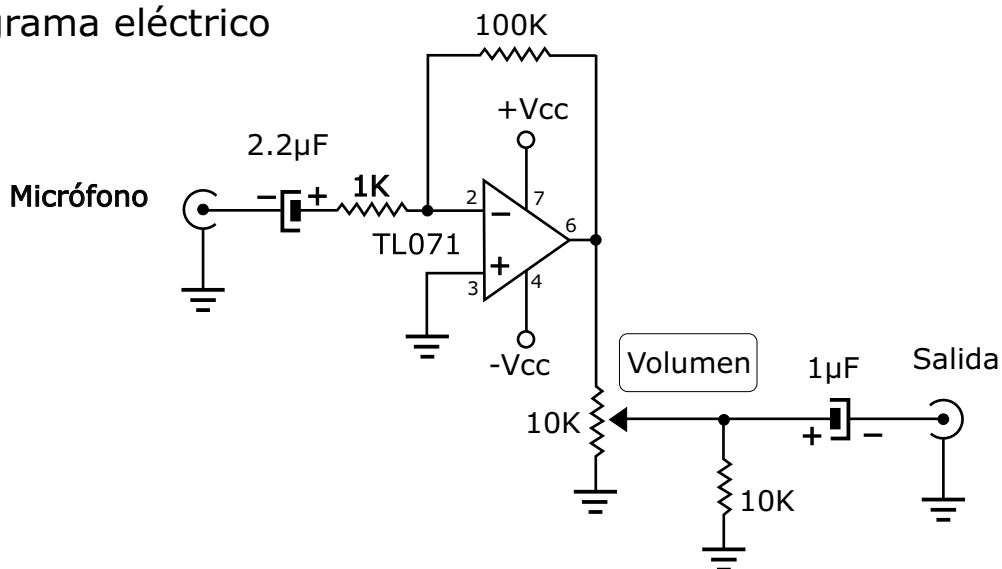 grama eléctrico
100K
+Vcc
2.2µF
Micrófono
− +
1K
2
−
7
6
TL071
+
3
4
-Vcc
Volumen
1µF
Salida
10K
+ −
10K